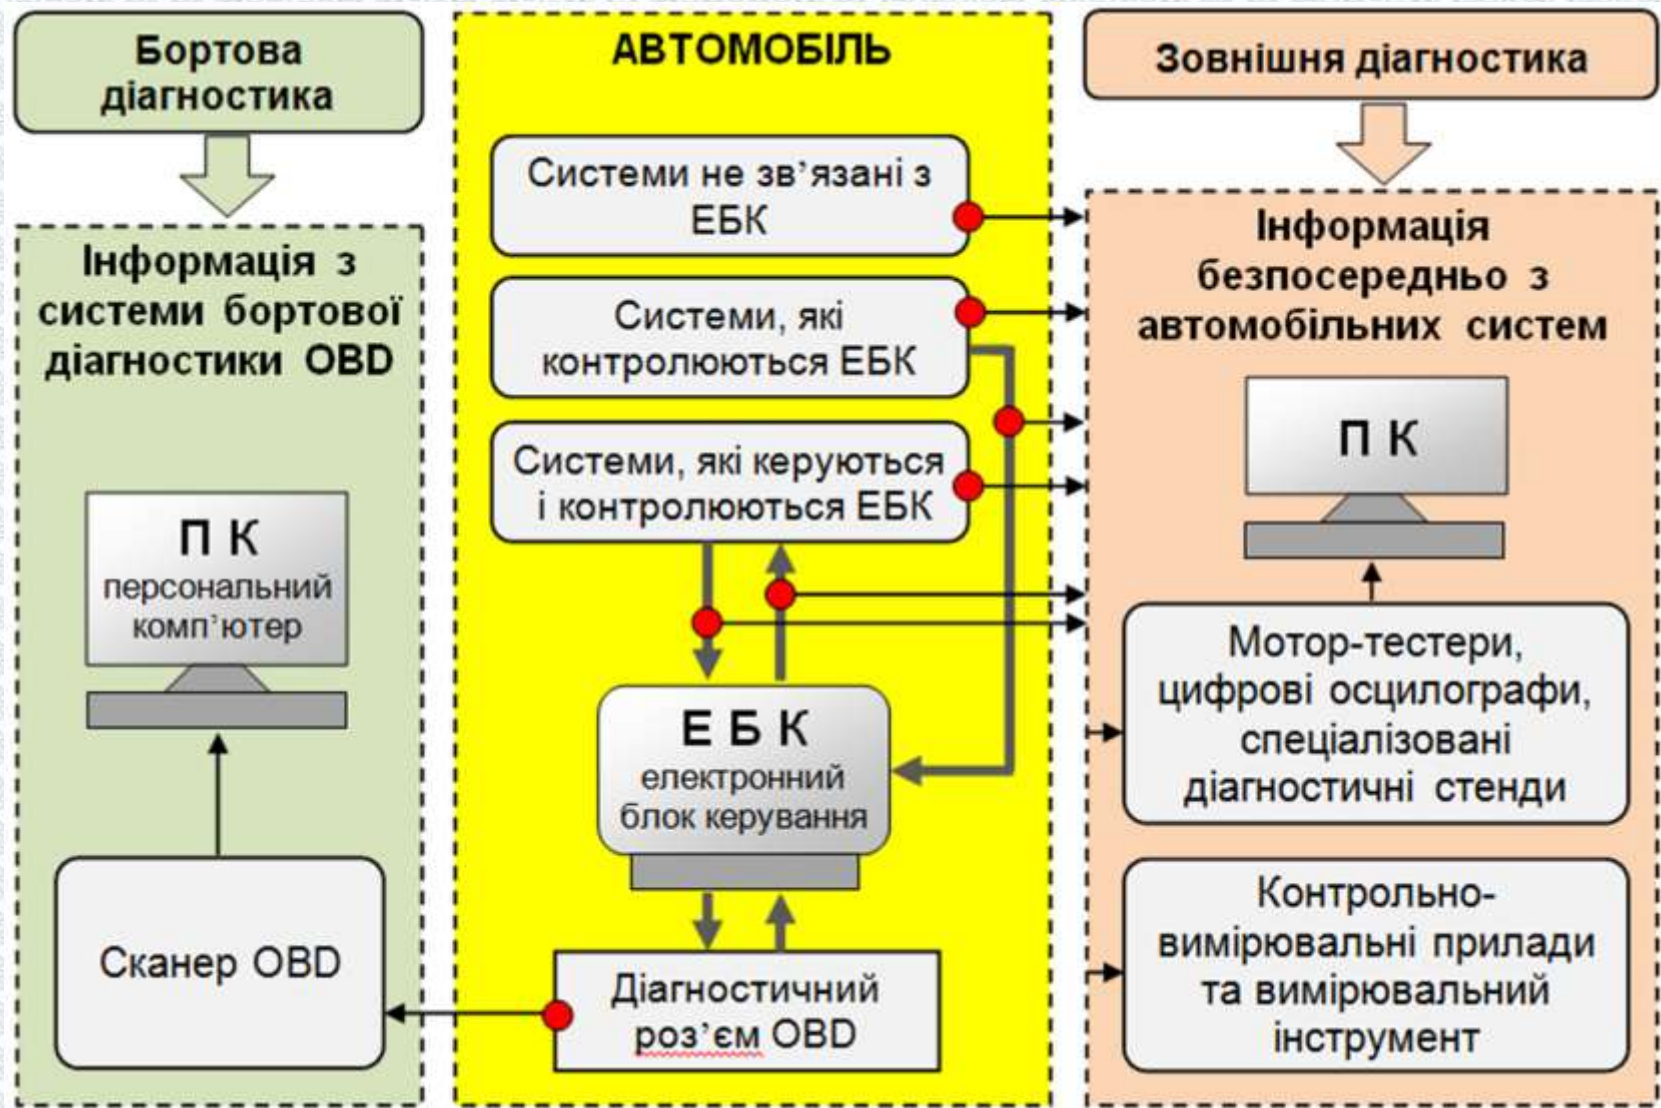 Бортова
діагностика
Інформація з
системи бортової
діагностики OBD
П К
персональний
комп’ютер
Сканер OBD
АВТОМОБІЛЬ
Системи не зв’язані з
ЕБК
Системи, які
контролюються ЕБК
Системи, які керуються
і контролюються ЕБК
Е Б К
електронний
блок керування
Діагностичний
роз’єм OBD
Зовнішня діагностика
Інформація
безпосередньо з
автомобільних систем
П К
Мотор-тестери,
цифрові осцилографи,
спеціалізовані
діагностичні стенди
Контрольно-
вимірювальні прилади
та вимірювальний
інструмент